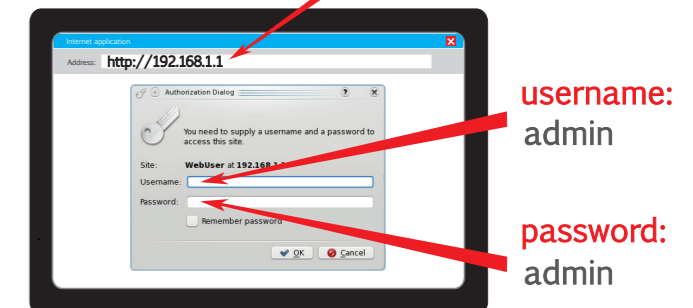 Internet application
Address: http://192.168.1.1
Authorization Dialog
You need to supply a username and a password to
access this site.
Site: WebUser at 192.168.1.1
Username:
Password:
Remember password
OK Cancel
username:
admin
password:
admin